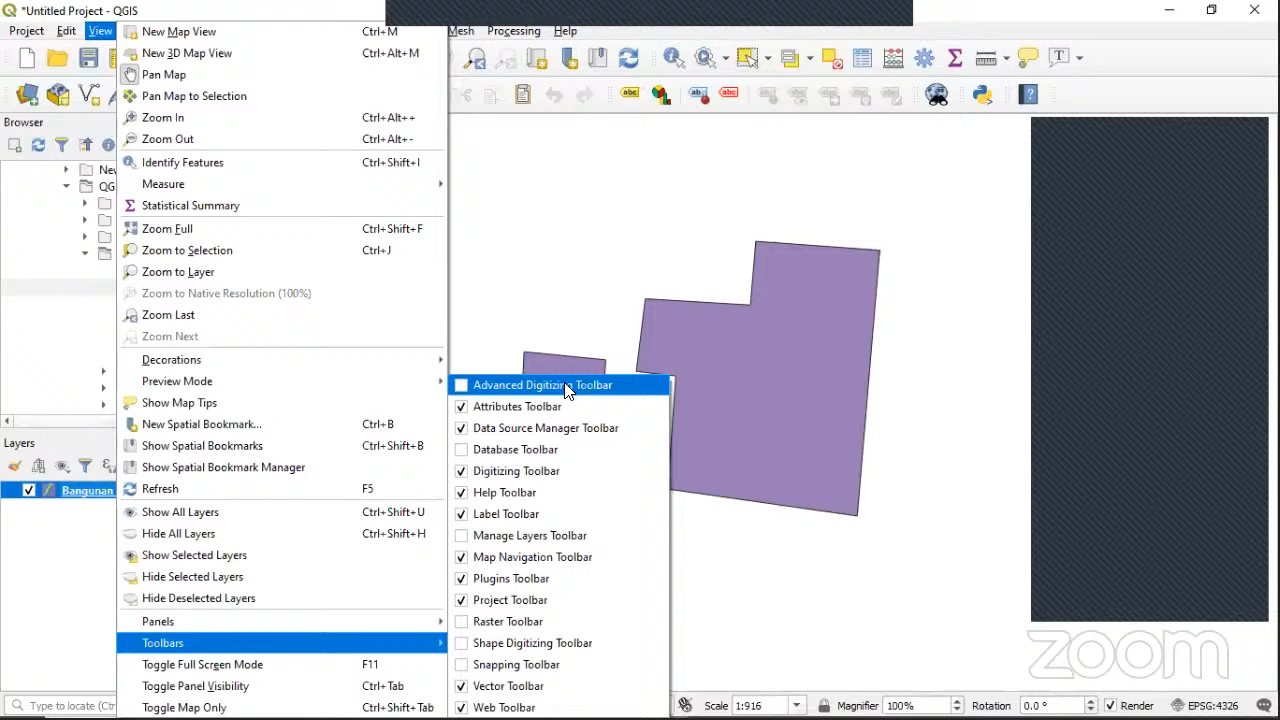 *Untitled Project - QGIS
Project Edit View Mesh Processing Help
New Map View Ctrl+M
New 3D Map View Ctrl+Alt+M
Pan Map
Pan Map to Selection
Zoom In Ctrl+Alt++
Zoom Out Ctrl+Alt+-
Identify Features Ctrl+Shift+I
Measure
Statistical Summary
Zoom Full Ctrl+Shift+F
Zoom to Selection Ctrl+J
Zoom to Layer
Zoom to Native Resolution (100%)
Zoom Last
Zoom Next
Decorations
Preview Mode
Show Map Tips
New Spatial Bookmark... Ctrl+B
Show Spatial Bookmarks Ctrl+Shift+B
Show Spatial Bookmark Manager
Refresh F5
Show All Layers Ctrl+Shift+U
Hide All Layers Ctrl+Shift+H
Show Selected Layers
Hide Selected Layers
Hide Deselected Layers
Panels
Toolbars
Toggle Full Screen Mode F11
Toggle Panel Visibility Ctrl+Tab
Toggle Map Only Ctrl+Shift+Tab
Advanced Digitizing Toolbar
Attributes Toolbar
Data Source Manager Toolbar
Database Toolbar
Digitizing Toolbar
Help Toolbar
Label Toolbar
Manage Layers Toolbar
Map Navigation Toolbar
Plugins Toolbar
Project Toolbar
Raster Toolbar
Shape Digitizing Toolbar
Snapping Toolbar
Vector Toolbar
Web Toolbar
Browser
New
QG
Layers
Bangunan
Type to locate (Ctr
Scale 1:916 Magnifier 100% Rotation 0.0 ° Render EPSG:4326
zoom